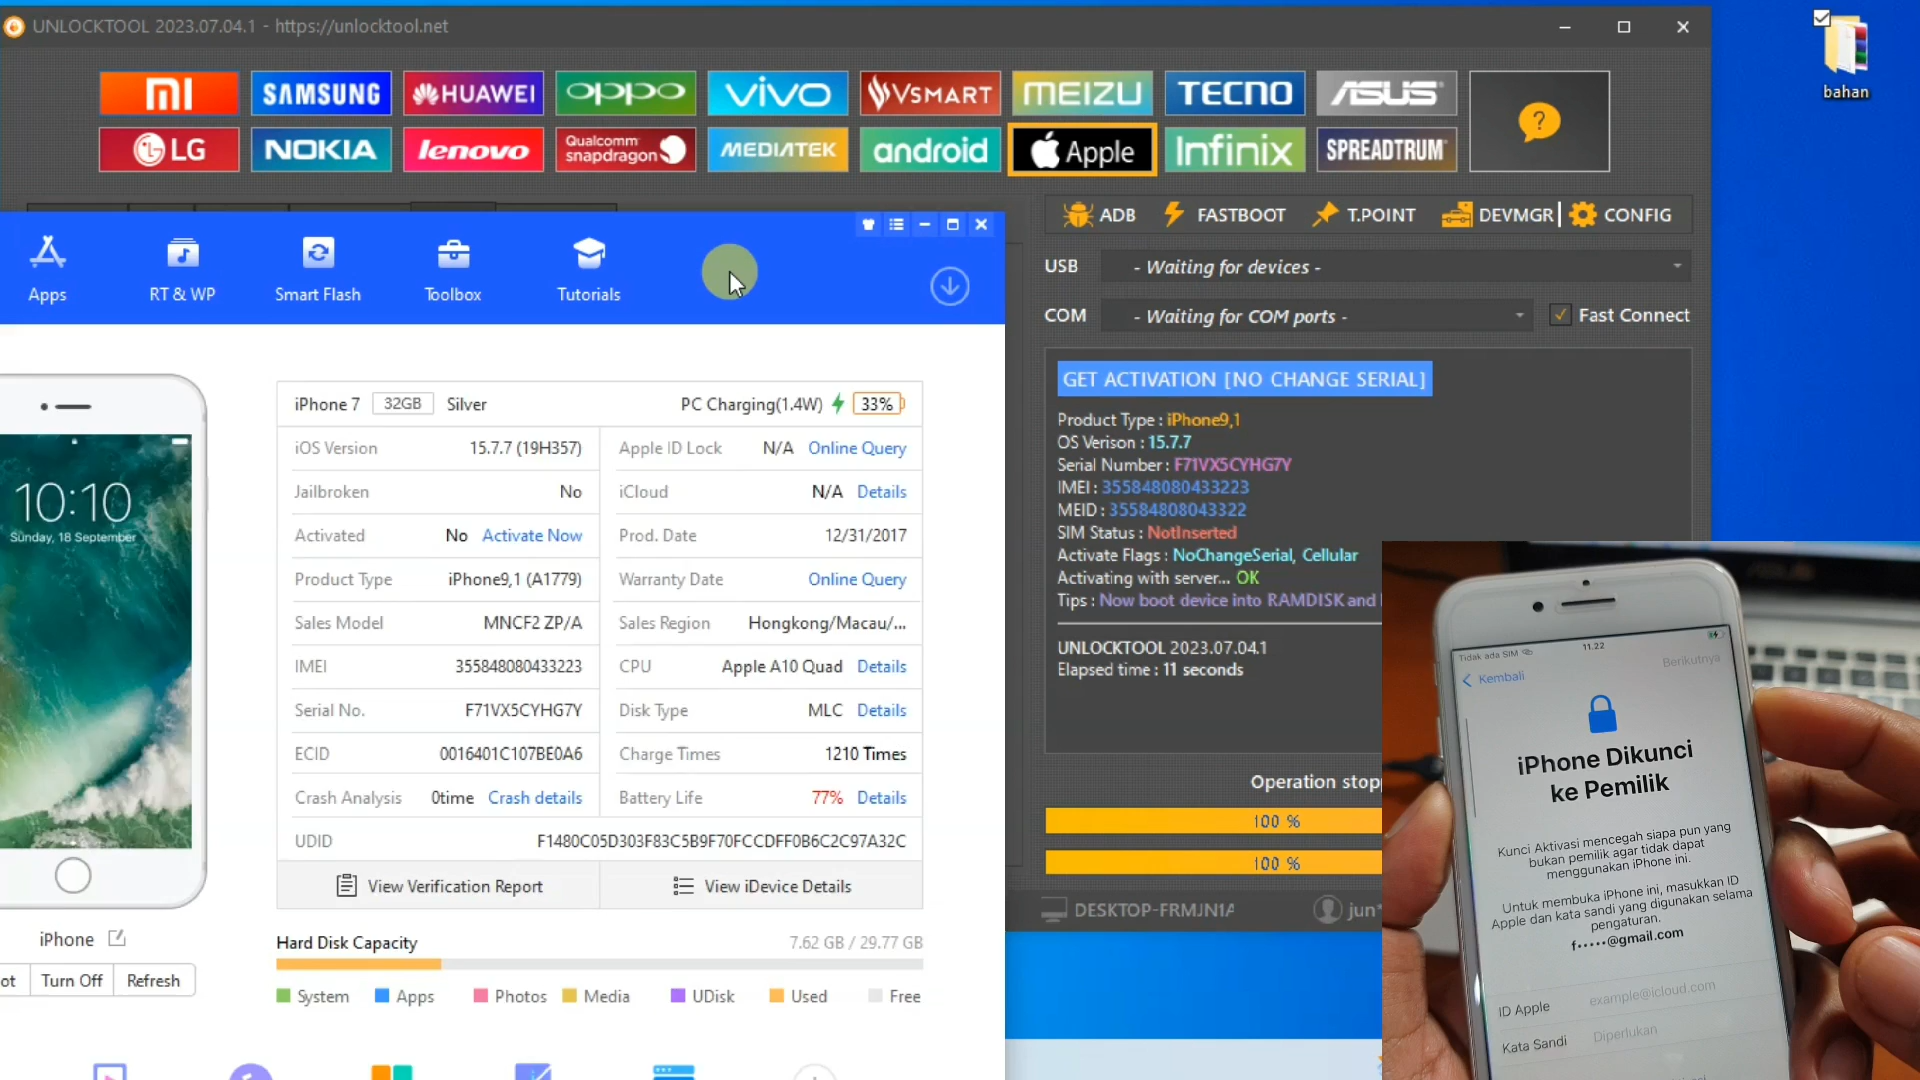 UNLOCKTOOL 2023.07.04.1 - https://unlocktool.net
bahan
MI
SAMSUNG
HUAWEI
oppo
vivo
VSMART
MEIZU
TECNO
ASUS
?
LG
NOKIA
lenovo
Qualcomm
snapdragon
MEDIATEK
android
Apple
Infinix
SPREADTRUM
ADB
FASTBOOT
T.POINT
DEVMGR
CONFIG
USB
- Waiting for devices -
COM
- Waiting for COM ports -
Fast Connect
Apps
RT & WP
Smart Flash
Toolbox
Tutorials
10:10
Sunday, 18 September
iPhone
ot
Turn Off
Refresh
iPhone 7 32GB Silver
PC Charging(1.4W) 33%
iOS Version 15.7.7 (19H357)
Apple ID Lock N/A Online Query
Jailbroken No
iCloud N/A Details
Activated No Activate Now
Prod. Date 12/31/2017
Product Type iPhone9,1 (A1779)
Warranty Date Online Query
Sales Model MNCF2 ZP/A
Sales Region Hongkong/Macau/...
IMEI 355848080433223
CPU Apple A10 Quad Details
Serial No. F71VX5CYHG7Y
Disk Type MLC Details
ECID 0016401C107BE0A6
Charge Times 1210 Times
Crash Analysis 0time Crash details
Battery Life 77% Details
UDID F1480C05D303F83C5B9F70FCCDFF0B6C2C97A32C
View Verification Report
View iDevice Details
Hard Disk Capacity 7.62 GB / 29.77 GB
System Apps Photos Media UDisk Used Free
GET ACTIVATION [NO CHANGE SERIAL]
Product Type : iPhone9,1
OS Verison : 15.7.7
Serial Number : F71VX5CYHG7Y
IMEI : 355848080433223
MEID : 35584808043322
SIM Status : NotInserted
Activate Flags : NoChangeSerial, Cellular
Activating with server... OK
Tips : Now boot device into RAMDISK and
UNLOCKTOOL 2023.07.04.1
Elapsed time : 11 seconds
Operation stopp
100 %
100 %
DESKTOP-FRMJN1A
jun*
Tidak ada SIM
11.22
Kembali
Berikutnya
iPhone Dikunci
ke Pemilik
Kunci Aktivasi mencegah siapa pun yang
bukan pemilik agar tidak dapat
menggunakan iPhone ini.
Untuk membuka iPhone ini, masukkan ID
Apple dan kata sandi yang digunakan selama
pengaturan.
f•••••@gmail.com
ID Apple example@icloud.com
Kata Sandi Diperlukan